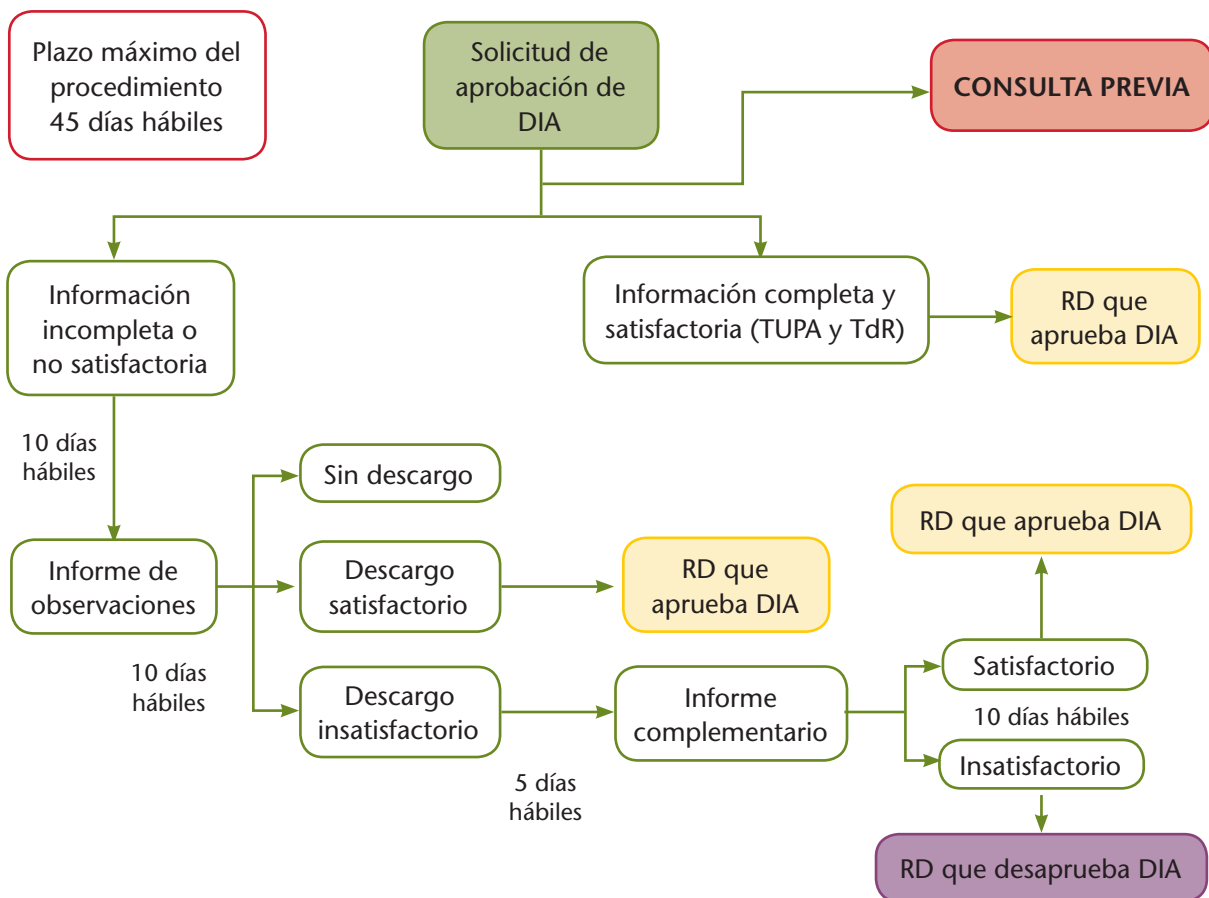 Plazo máximo del
procedimiento
45 días hábiles
Solicitud de
aprobación de
DIA
CONSULTA PREVIA
Información
incompleta o
no satisfactoria
Información completa y
satisfactoria (TUPA y TdR)
RD que
aprueba DIA
10 días
hábiles
Informe de
observaciones
10 días
hábiles
Sin descargo
Descargo
satisfactorio
RD que
aprueba DIA
Descargo
insatisfactorio
5 días
hábiles
Informe
complementario
RD que aprueba DIA
Satisfactorio
10 días hábiles
Insatisfactorio
RD que desaprueba DIA